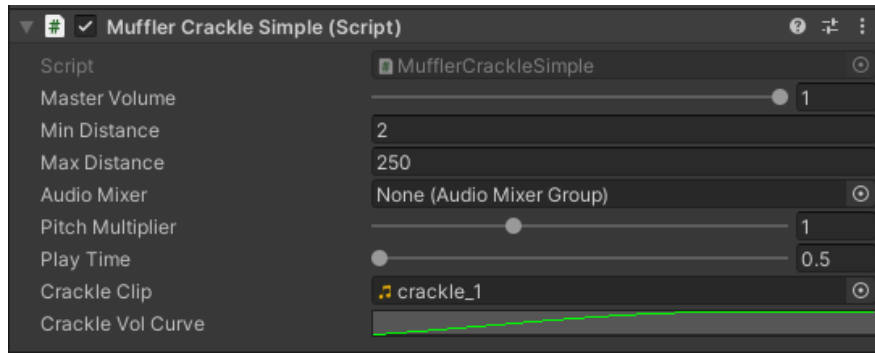 # Muffler Crackle Simple (Script)
Script # MufflerCrackleSimple
Master Volume 1
Min Distance 2
Max Distance 250
Audio Mixer None (Audio Mixer Group)
Pitch Multiplier 1
Play Time 0.5
Crackle Clip crackle_1
Crackle Vol Curve